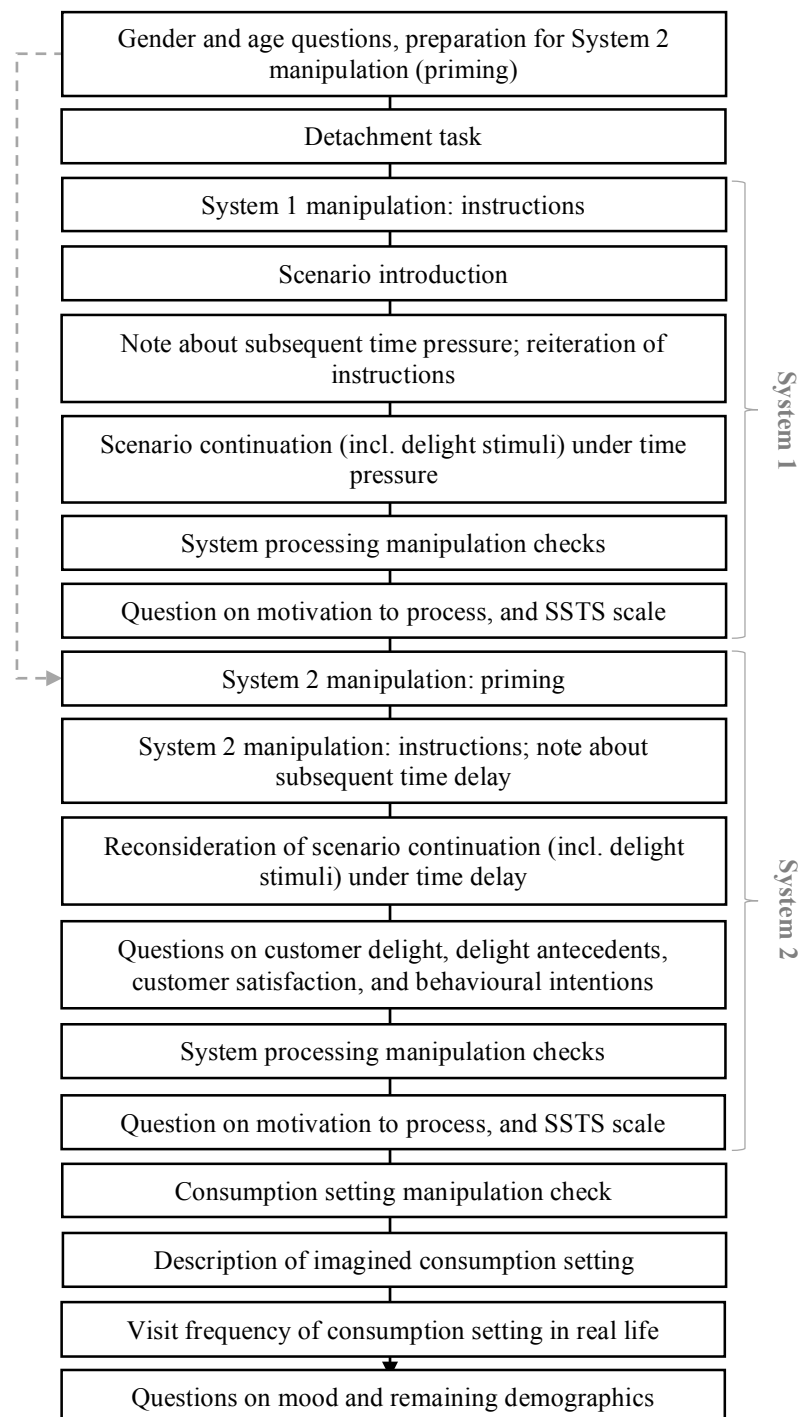 Gender and age questions, preparation for System 2
manipulation (priming)
Detachment task
System 1 manipulation: instructions
Scenario introduction
Note about subsequent time pressure; reiteration of
instructions
Scenario continuation (incl. delight stimuli) under time
pressure
System processing manipulation checks
Question on motivation to process, and SSTS scale
System 1
System 2 manipulation: priming
System 2 manipulation: instructions; note about
subsequent time delay
Reconsideration of scenario continuation (incl. delight
stimuli) under time delay
Questions on customer delight, delight antecedents,
customer satisfaction, and behavioural intentions
System processing manipulation checks
Question on motivation to process, and SSTS scale
System 2
Consumption setting manipulation check
Description of imagined consumption setting
Visit frequency of consumption setting in real life
Questions on mood and remaining demographics